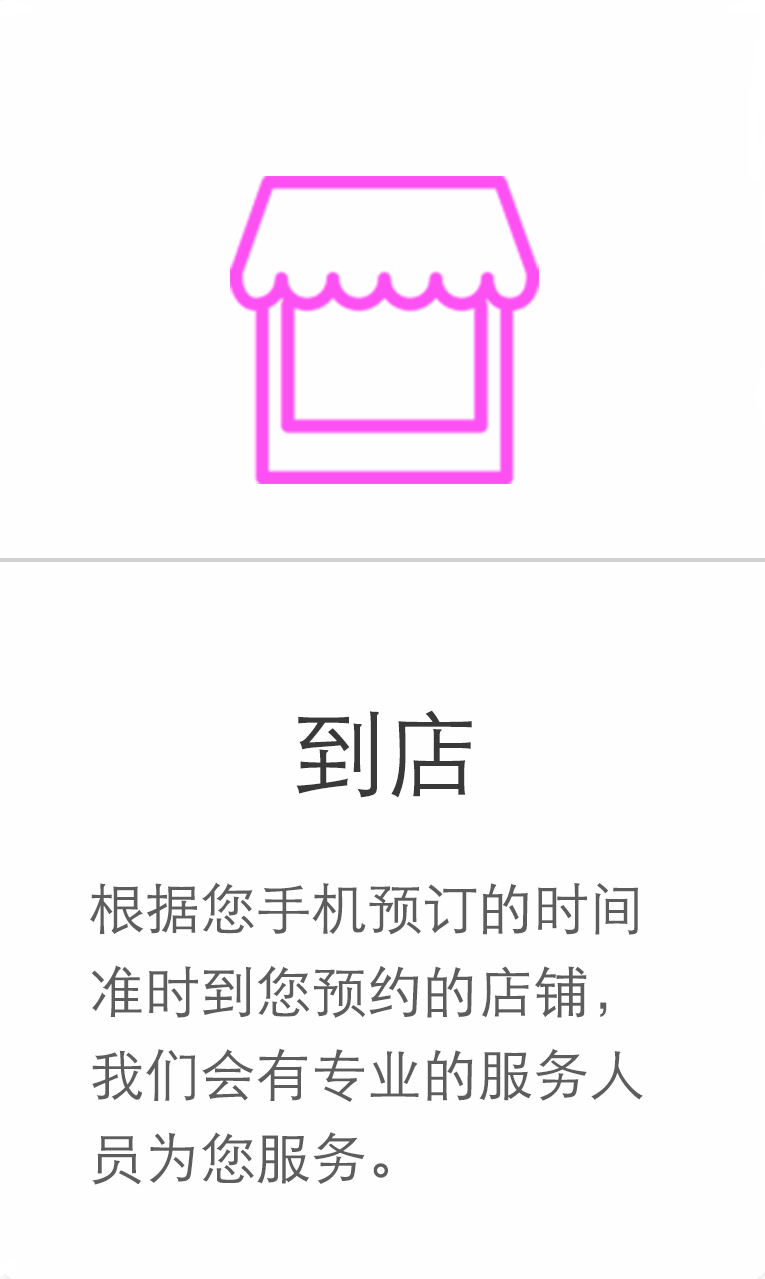 到店
根据您手机预订的时间
准时到您预约的店铺，
我们会有专业的服务人
员为您服务。